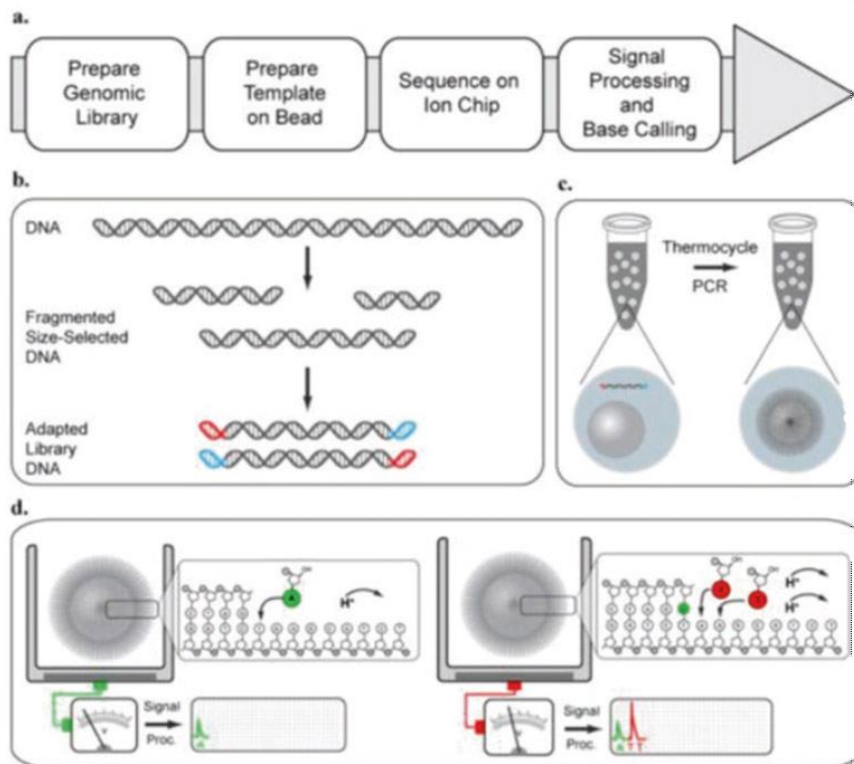 a.
Prepare
Genomic
Library
Prepare
Template
on Bead
Sequence on
Ion Chip
Signal
Processing
and
Base Calling
b.
DNA
Fragmented
Size-Selected
DNA
Adapted
Library
DNA
c.
Thermocycle
PCR
d.
A
H+
Signal
Proc.
V
A
H+
H+
Signal
Proc.
V
A T T